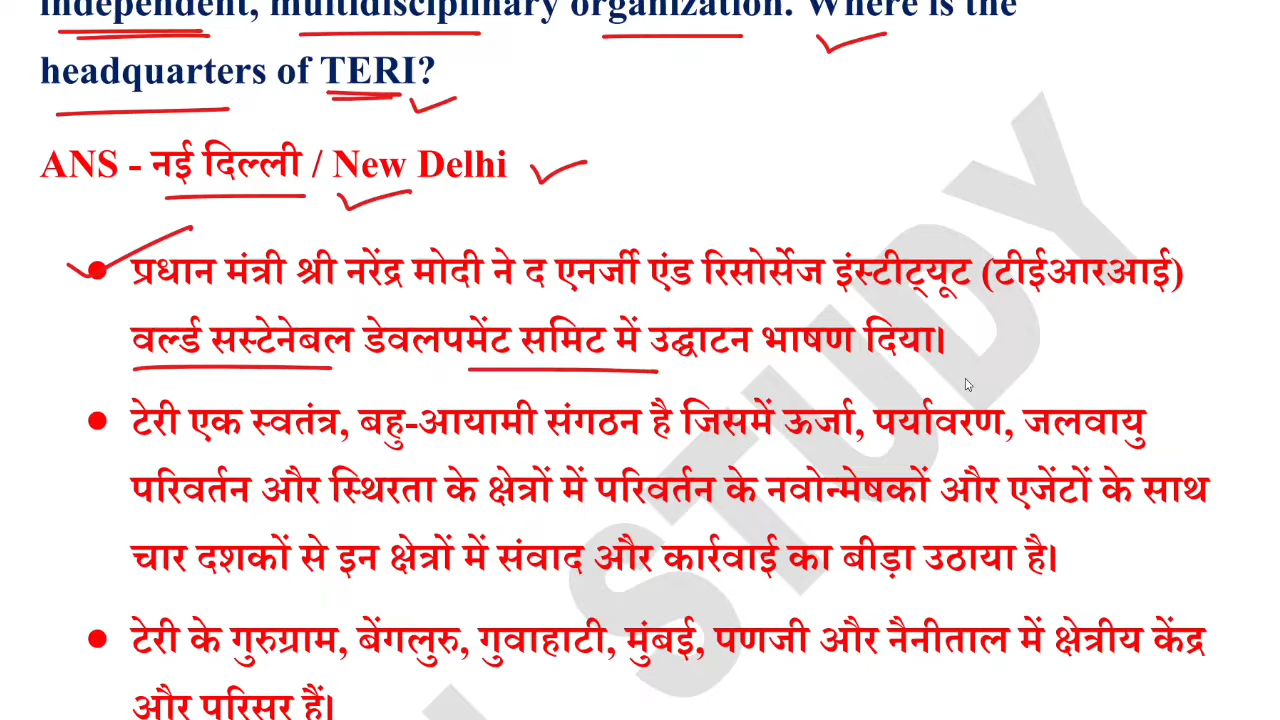 independent, multidisciplinary organization. Where is the
headquarters of TERI?
ANS - नई दिल्ली / New Delhi
• प्रधान मंत्री श्री नरेंद्र मोदी ने द एनर्जी एंड रिसोर्सेज इंस्टीट्यूट (टीईआरआई)
वर्ल्ड सस्टेनेबल डेवलपमेंट समिट में उद्घाटन भाषण दिया।
• टेरी एक स्वतंत्र, बहु-आयामी संगठन है जिसमें ऊर्जा, पर्यावरण, जलवायु
परिवर्तन और स्थिरता के क्षेत्रों में परिवर्तन के नवोन्मेषकों और एजेंटों के साथ
चार दशकों से इन क्षेत्रों में संवाद और कार्रवाई का बीड़ा उठाया है।
• टेरी के गुरुग्राम, बेंगलुरु, गुवाहाटी, मुंबई, पणजी और नैनीताल में क्षेत्रीय केंद्र
और परिसर हैं।
STUDY